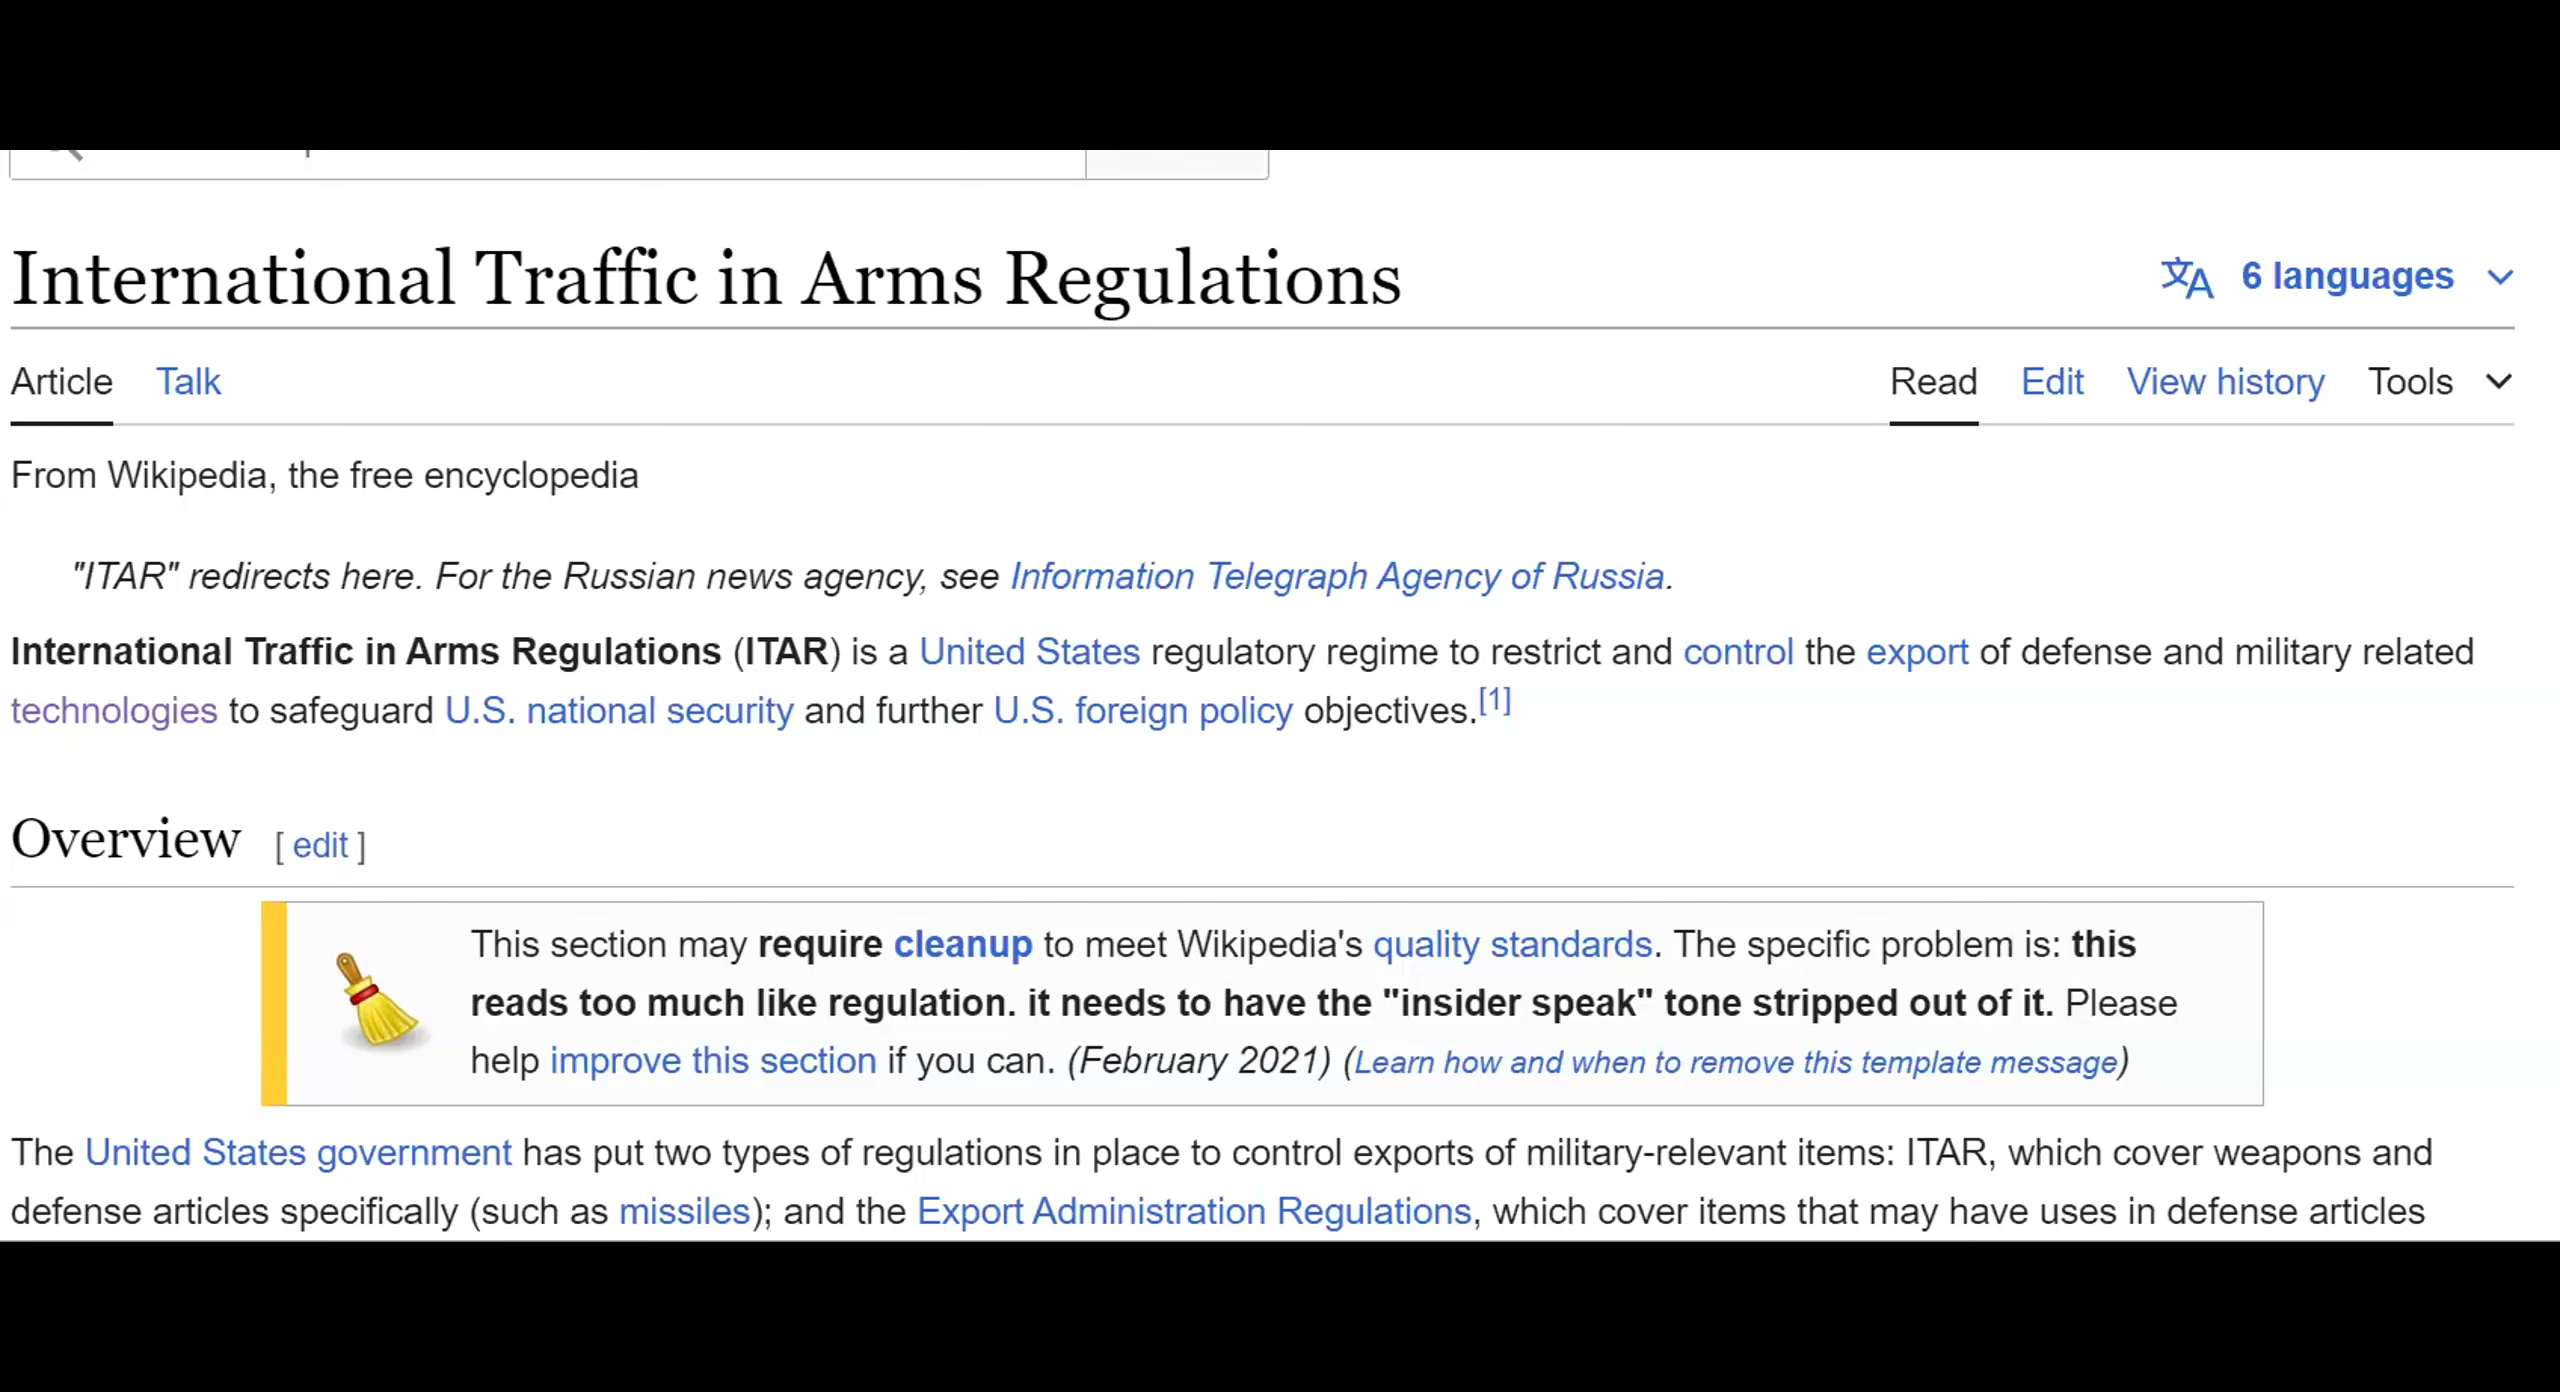 International Traffic in Arms Regulations
文A 6 languages
Article Talk Read Edit View history Tools
From Wikipedia, the free encyclopedia
"ITAR" redirects here. For the Russian news agency, see Information Telegraph Agency of Russia.
International Traffic in Arms Regulations (ITAR) is a United States regulatory regime to restrict and control the export of defense and military related
technologies to safeguard U.S. national security and further U.S. foreign policy objectives.[1]
Overview [ edit ]
This section may require cleanup to meet Wikipedia's quality standards. The specific problem is: this
reads too much like regulation. it needs to have the "insider speak" tone stripped out of it. Please
help improve this section if you can. (February 2021) (Learn how and when to remove this template message)
The United States government has put two types of regulations in place to control exports of military-relevant items: ITAR, which cover weapons and
defense articles specifically (such as missiles); and the Export Administration Regulations, which cover items that may have uses in defense articles